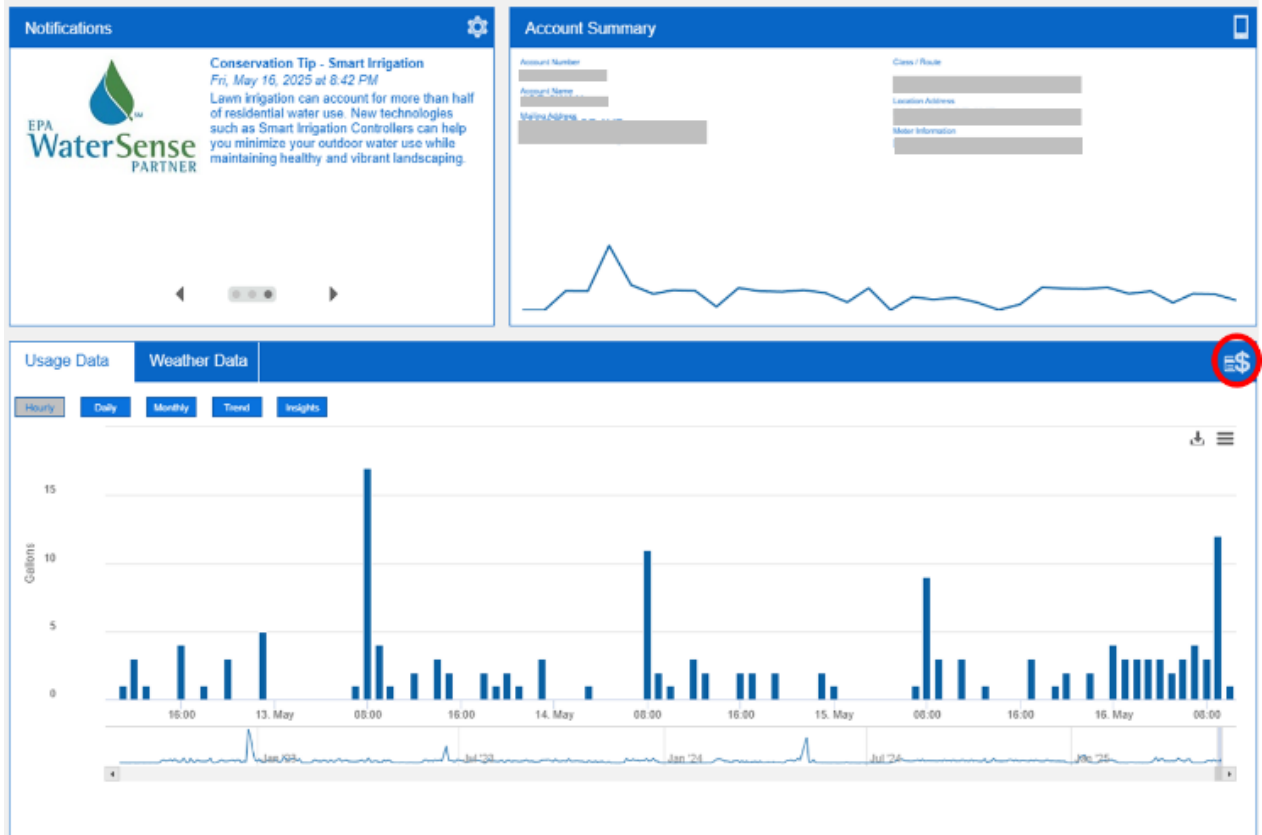 Notifications
Conservation Tip - Smart Irrigation
Fri, May 16, 2025 at 8:42 PM
Lawn irrigation can account for more than half
of residential water use. New technologies
such as Smart Irrigation Controllers can help
you minimize your outdoor water use while
maintaining healthy and vibrant landscaping.
EPA
WaterSense
PARTNER
Account Summary
Account Number
Account Name
Mailing Address
Class / Route
Location Address
Meter Information
Usage Data
Weather Data
$
Hourly
Daily
Monthly
Trend
Insights
Gallons
15
10
5
0
16:00 13. May 08:00 16:00 14. May 08:00 16:00 15. May 08:00 16:00 16. May 08:00
Jul '23 Jan '24 Jul '24